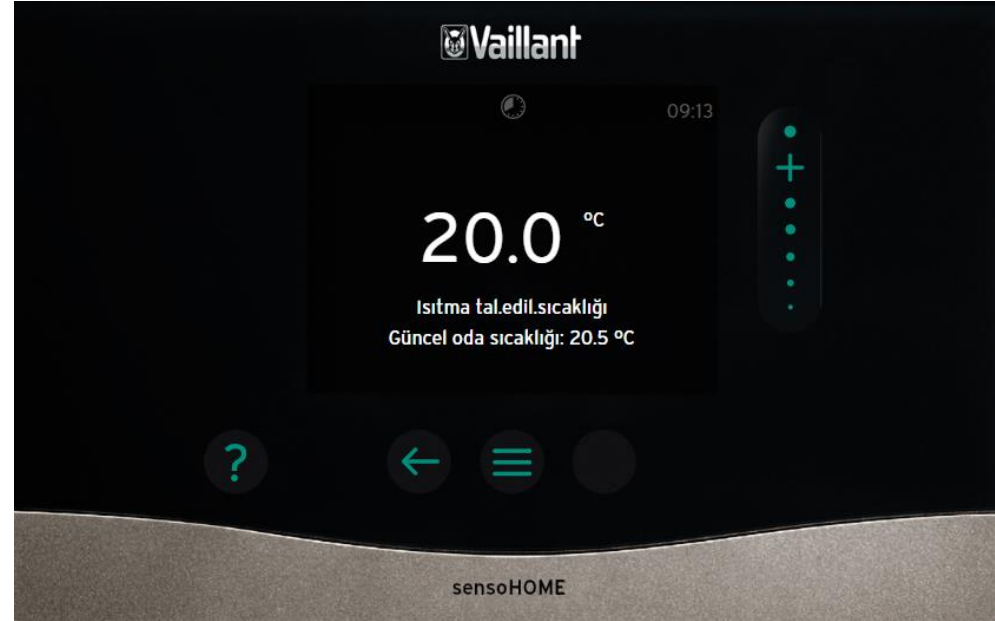 Vaillant
09:13
20.0 °C
Isıtma tal.edil.sıcaklığı
Güncel oda sıcaklığı: 20.5 °C
?
sensoHOME